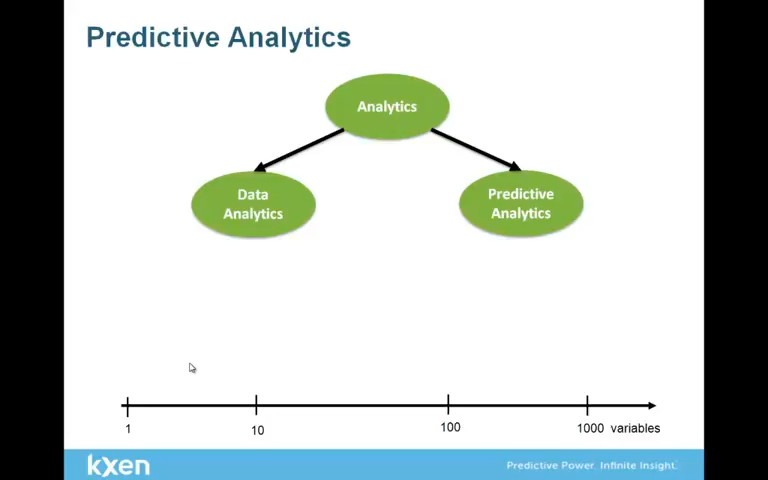 Predictive Analytics
Analytics
Data
Analytics
Predictive
Analytics
1
10
100
1000 variables
kxen
Predictive Power. Infinite Insight.